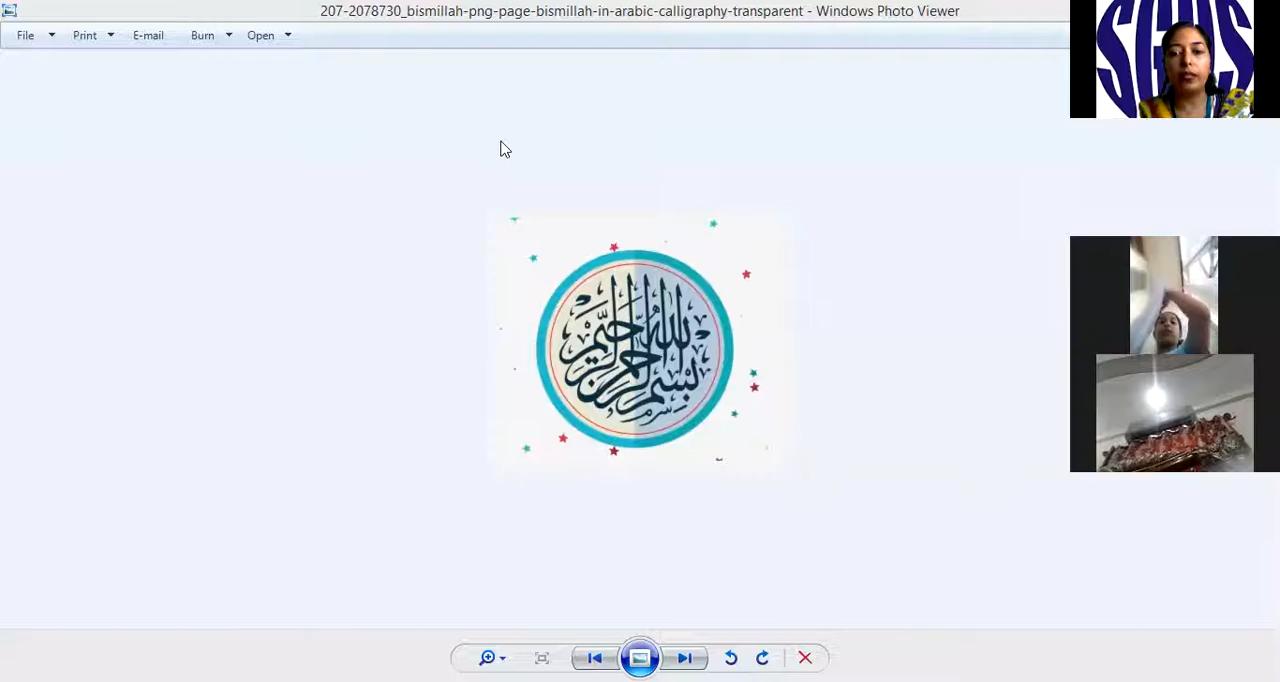 207-2078730_bismillah-png-page-bismillah-in-arabic-calligraphy-transparent - Windows Photo Viewer
File Print E-mail Burn Open
بسم الله الرحمن الرحيم